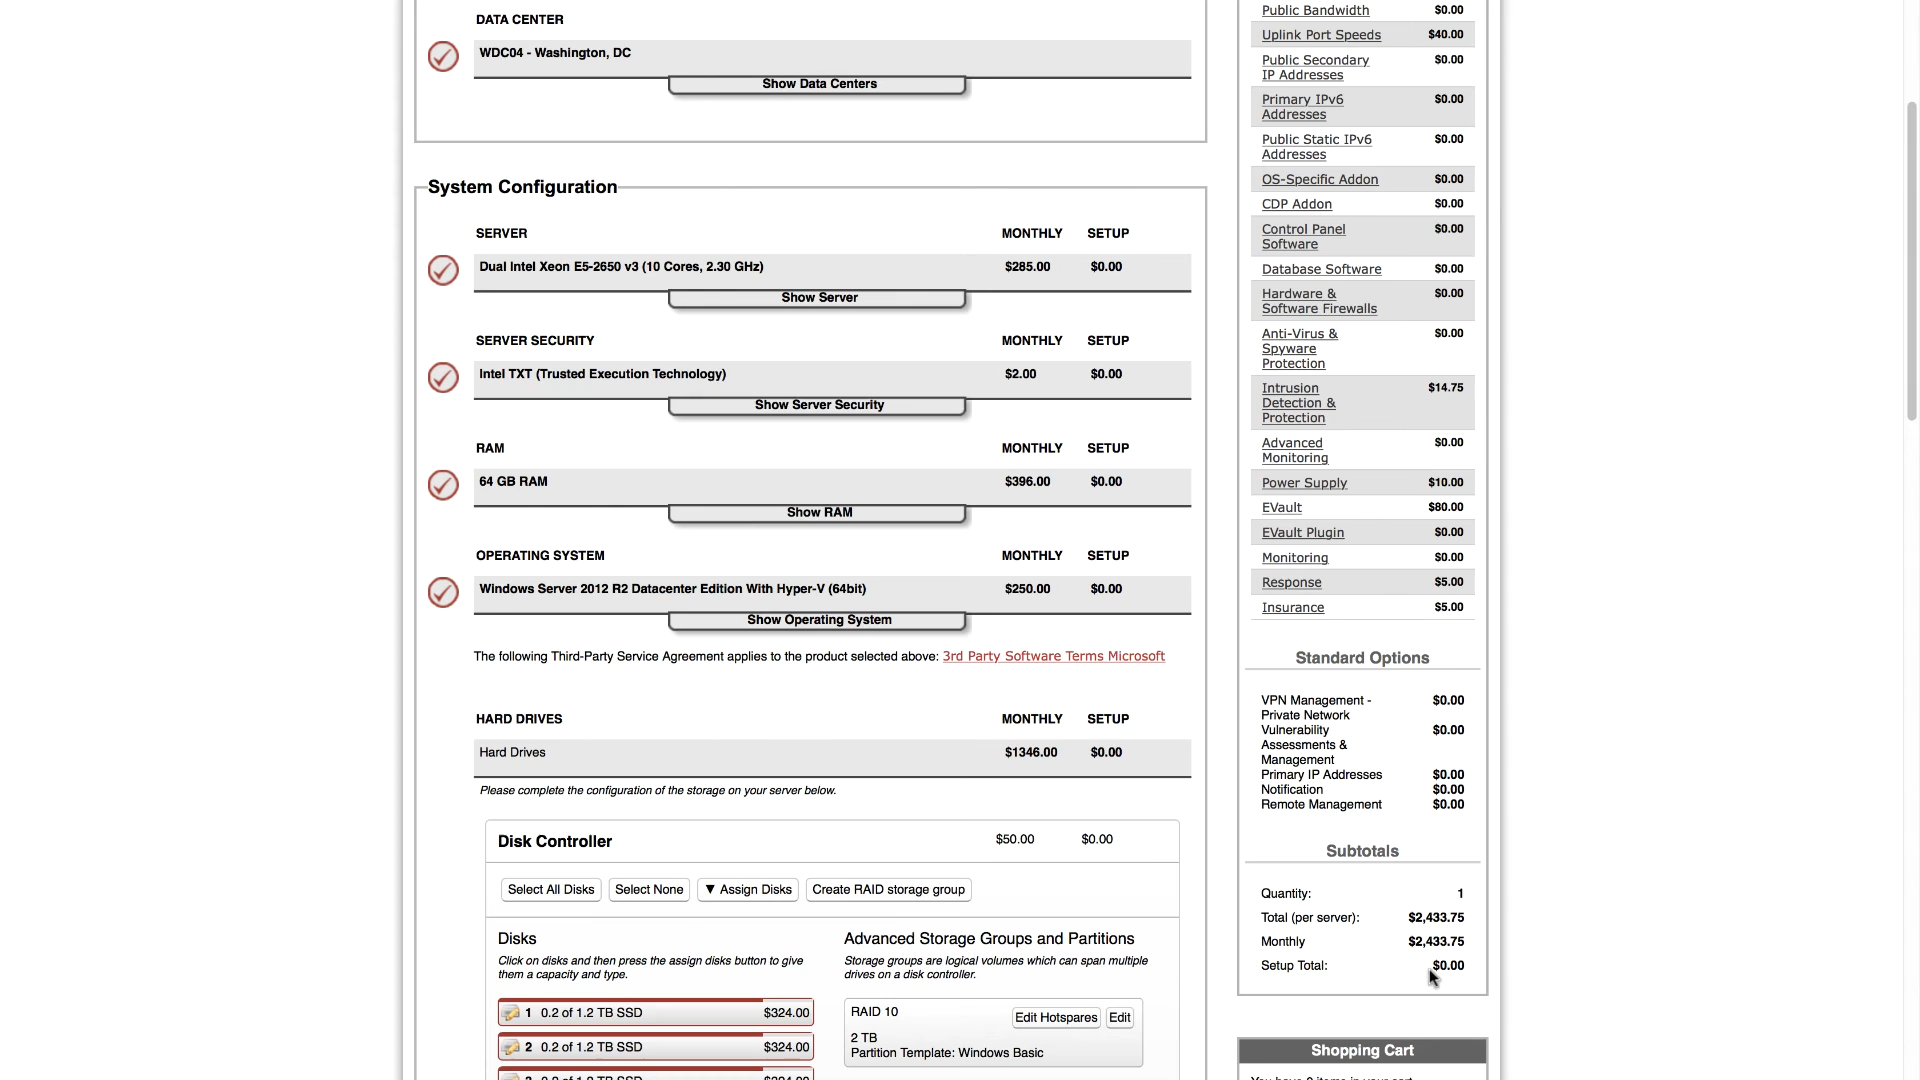 DATA CENTER
WDC04 - Washington, DC
Show Data Centers
System Configuration
SERVER MONTHLY SETUP
Dual Intel Xeon E5-2650 v3 (10 Cores, 2.30 GHz) $285.00 $0.00
Show Server
SERVER SECURITY MONTHLY SETUP
Intel TXT (Trusted Execution Technology) $2.00 $0.00
Show Server Security
RAM MONTHLY SETUP
64 GB RAM $396.00 $0.00
Show RAM
OPERATING SYSTEM MONTHLY SETUP
Windows Server 2012 R2 Datacenter Edition With Hyper-V (64bit) $250.00 $0.00
Show Operating System
The following Third-Party Service Agreement applies to the product selected above: 3rd Party Software Terms Microsoft
HARD DRIVES MONTHLY SETUP
Hard Drives $1346.00 $0.00
Please complete the configuration of the storage on your server below.
Disk Controller $50.00 $0.00
Select All Disks Select None ▼ Assign Disks Create RAID storage group
Disks
Click on disks and then press the assign disks button to give
them a capacity and type.
1 0.2 of 1.2 TB SSD $324.00
2 0.2 of 1.2 TB SSD $324.00
Advanced Storage Groups and Partitions
Storage groups are logical volumes which can span multiple
drives on a disk controller.
RAID 10 Edit Hotspares Edit
2 TB
Partition Template: Windows Basic
Public Bandwidth $0.00
Uplink Port Speeds $40.00
Public Secondary $0.00
IP Addresses
Primary IPv6 $0.00
Addresses
Public Static IPv6 $0.00
Addresses
OS-Specific Addon $0.00
CDP Addon $0.00
Control Panel $0.00
Software
Database Software $0.00
Hardware & $0.00
Software Firewalls
Anti-Virus & $0.00
Spyware
Protection
Intrusion $14.75
Detection &
Protection
Advanced $0.00
Monitoring
Power Supply $10.00
EVault $80.00
EVault Plugin $0.00
Monitoring $0.00
Response $5.00
Insurance $5.00
Standard Options
VPN Management - $0.00
Private Network
Vulnerability $0.00
Assessments &
Management
Primary IP Addresses $0.00
Notification $0.00
Remote Management $0.00
Subtotals
Quantity: 1
Total (per server): $2,433.75
Monthly $2,433.75
Setup Total: $0.00
Shopping Cart